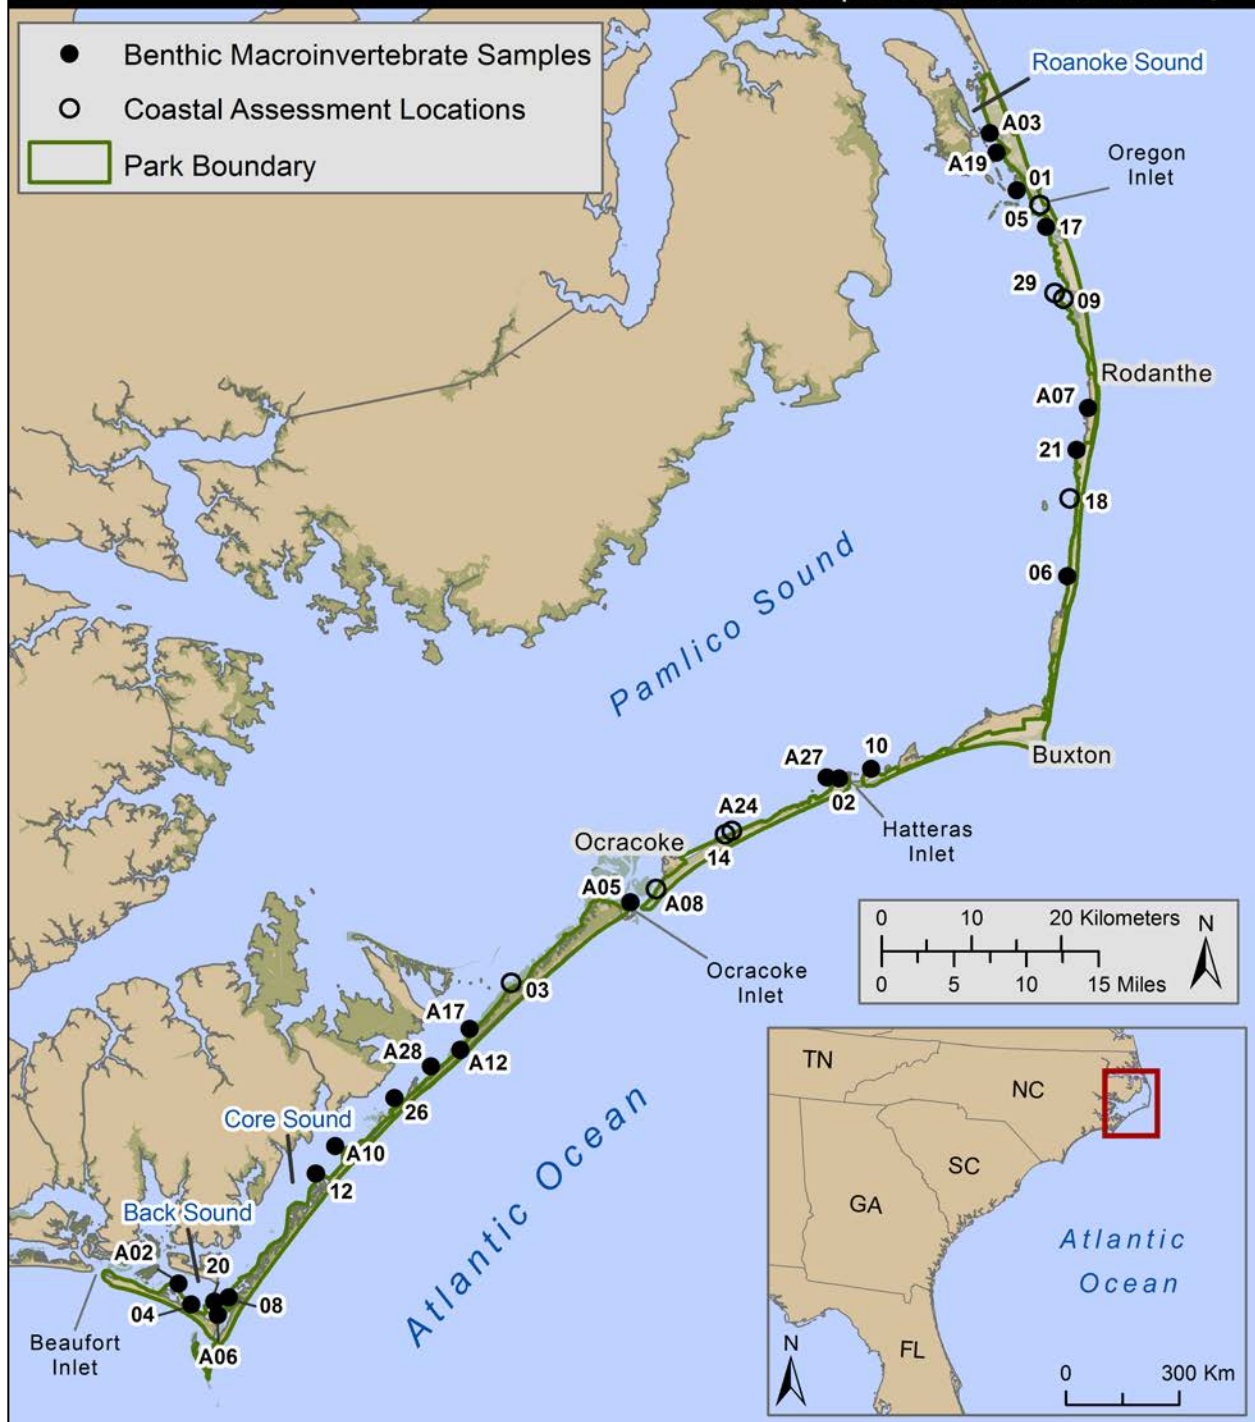 Benthic Macroinvertebrate Samples
Coastal Assessment Locations
Park Boundary
Roanoke Sound
A03
A19
Oregon
Inlet
01
05
17
29
09
Rodanthe
A07
21
18
06
Pamlico Sound
Buxton
A27
10
02
A24
Hatteras
Inlet
Ocracoke
14
A05
A08
Ocracoke
Inlet
03
A17
A12
A28
26
Core Sound
A10
12
Back Sound
A02
20
04
08
A06
Beaufort
Inlet
Atlantic Ocean
0 10 20 Kilometers
0 5 10 15 Miles
N
TN
NC
SC
GA
FL
Atlantic
Ocean
N
0 300 Km